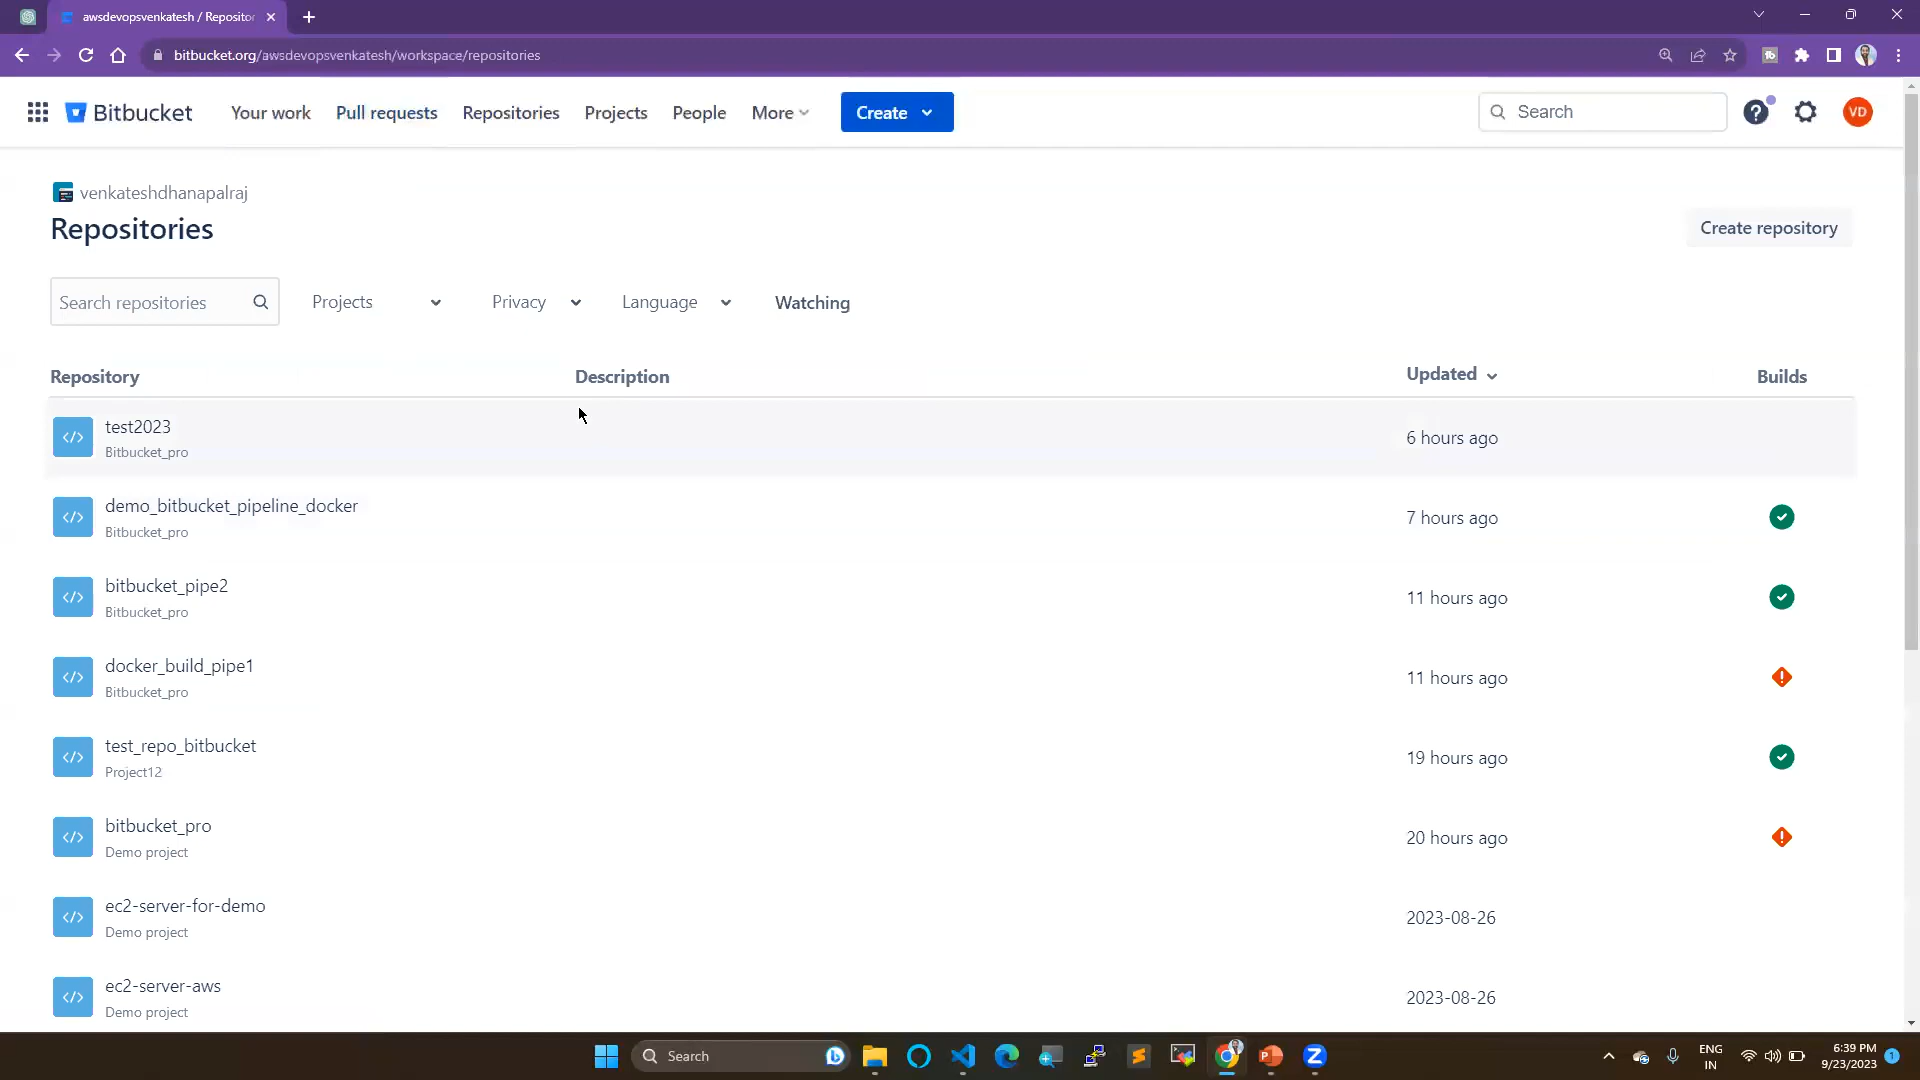 awsdevopsvenkatesh / Repositor
bitbucket.org/awsdevopsvenkatesh/workspace/repositories
Bitbucket
Your work
Pull requests
Repositories
Projects
People
More
Create
Search
VD
venkateshdhanapalraj
Repositories
Create repository
Search repositories
Projects
Privacy
Language
Watching
Repository
Description
Updated
Builds
test2023
Bitbucket_pro
6 hours ago
demo_bitbucket_pipeline_docker
Bitbucket_pro
7 hours ago
bitbucket_pipe2
Bitbucket_pro
11 hours ago
docker_build_pipe1
Bitbucket_pro
11 hours ago
test_repo_bitbucket
Project12
19 hours ago
bitbucket_pro
Demo project
20 hours ago
ec2-server-for-demo
Demo project
2023-08-26
ec2-server-aws
Demo project
2023-08-26
Search
ENG
IN
6:39 PM
9/23/2023
1